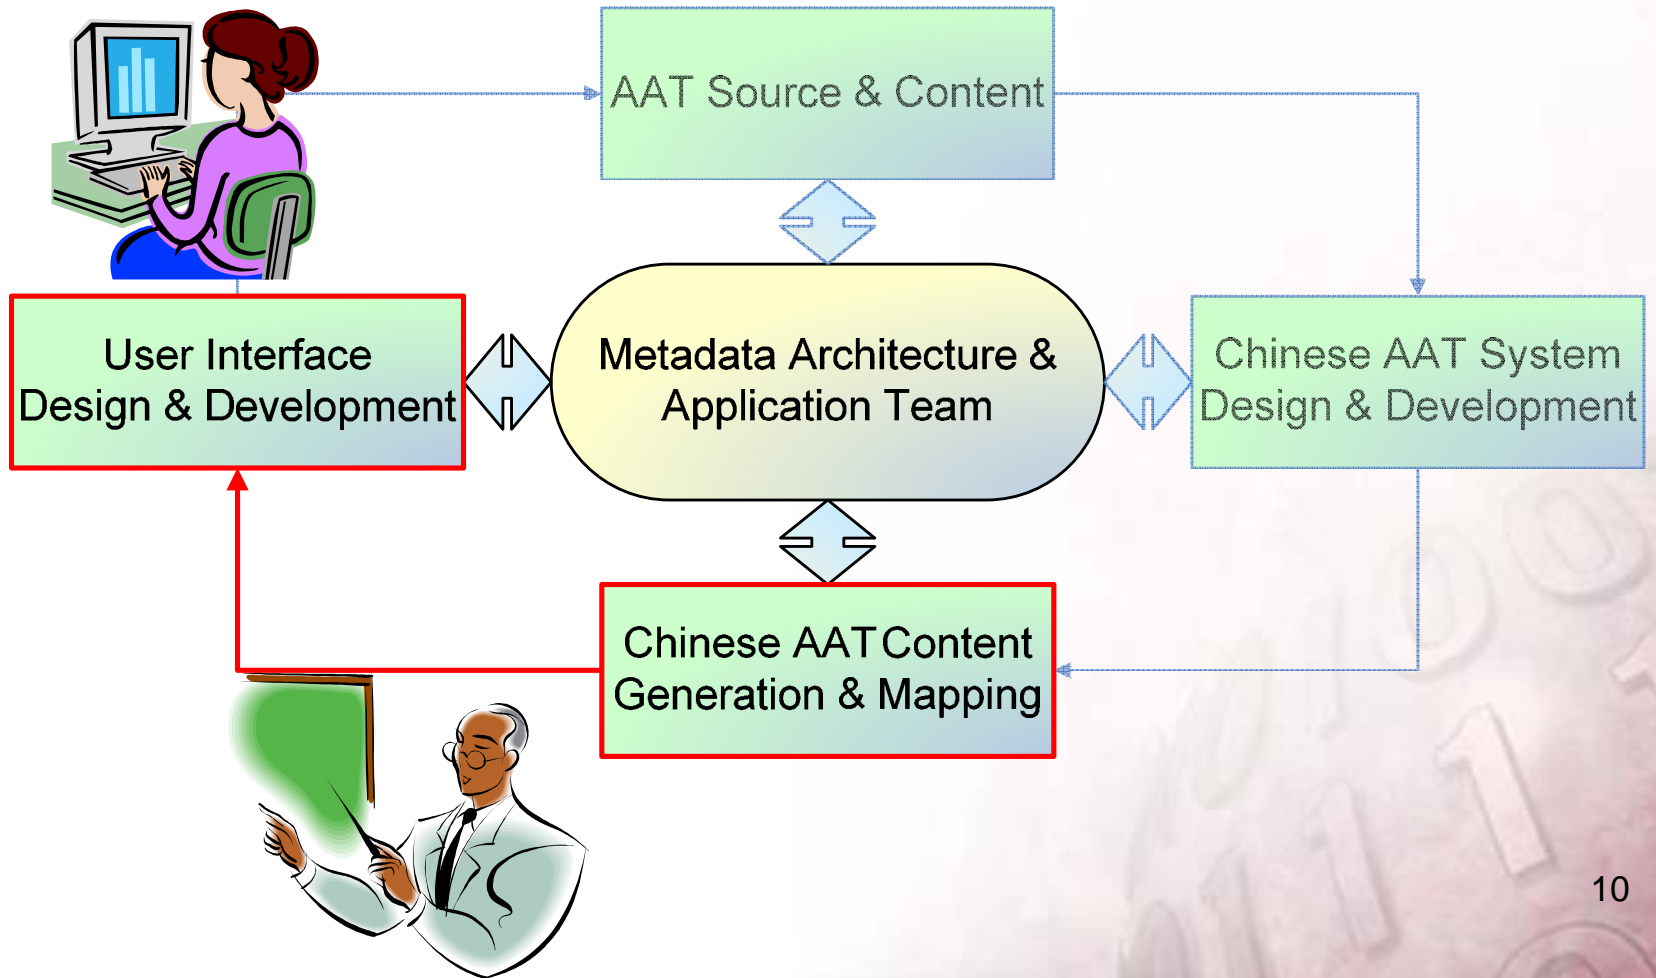 AAT Source & Content
User Interface
Design & Development
Metadata Architecture &
Application Team
Chinese AAT System
Design & Development
Chinese AAT Content
Generation & Mapping
10